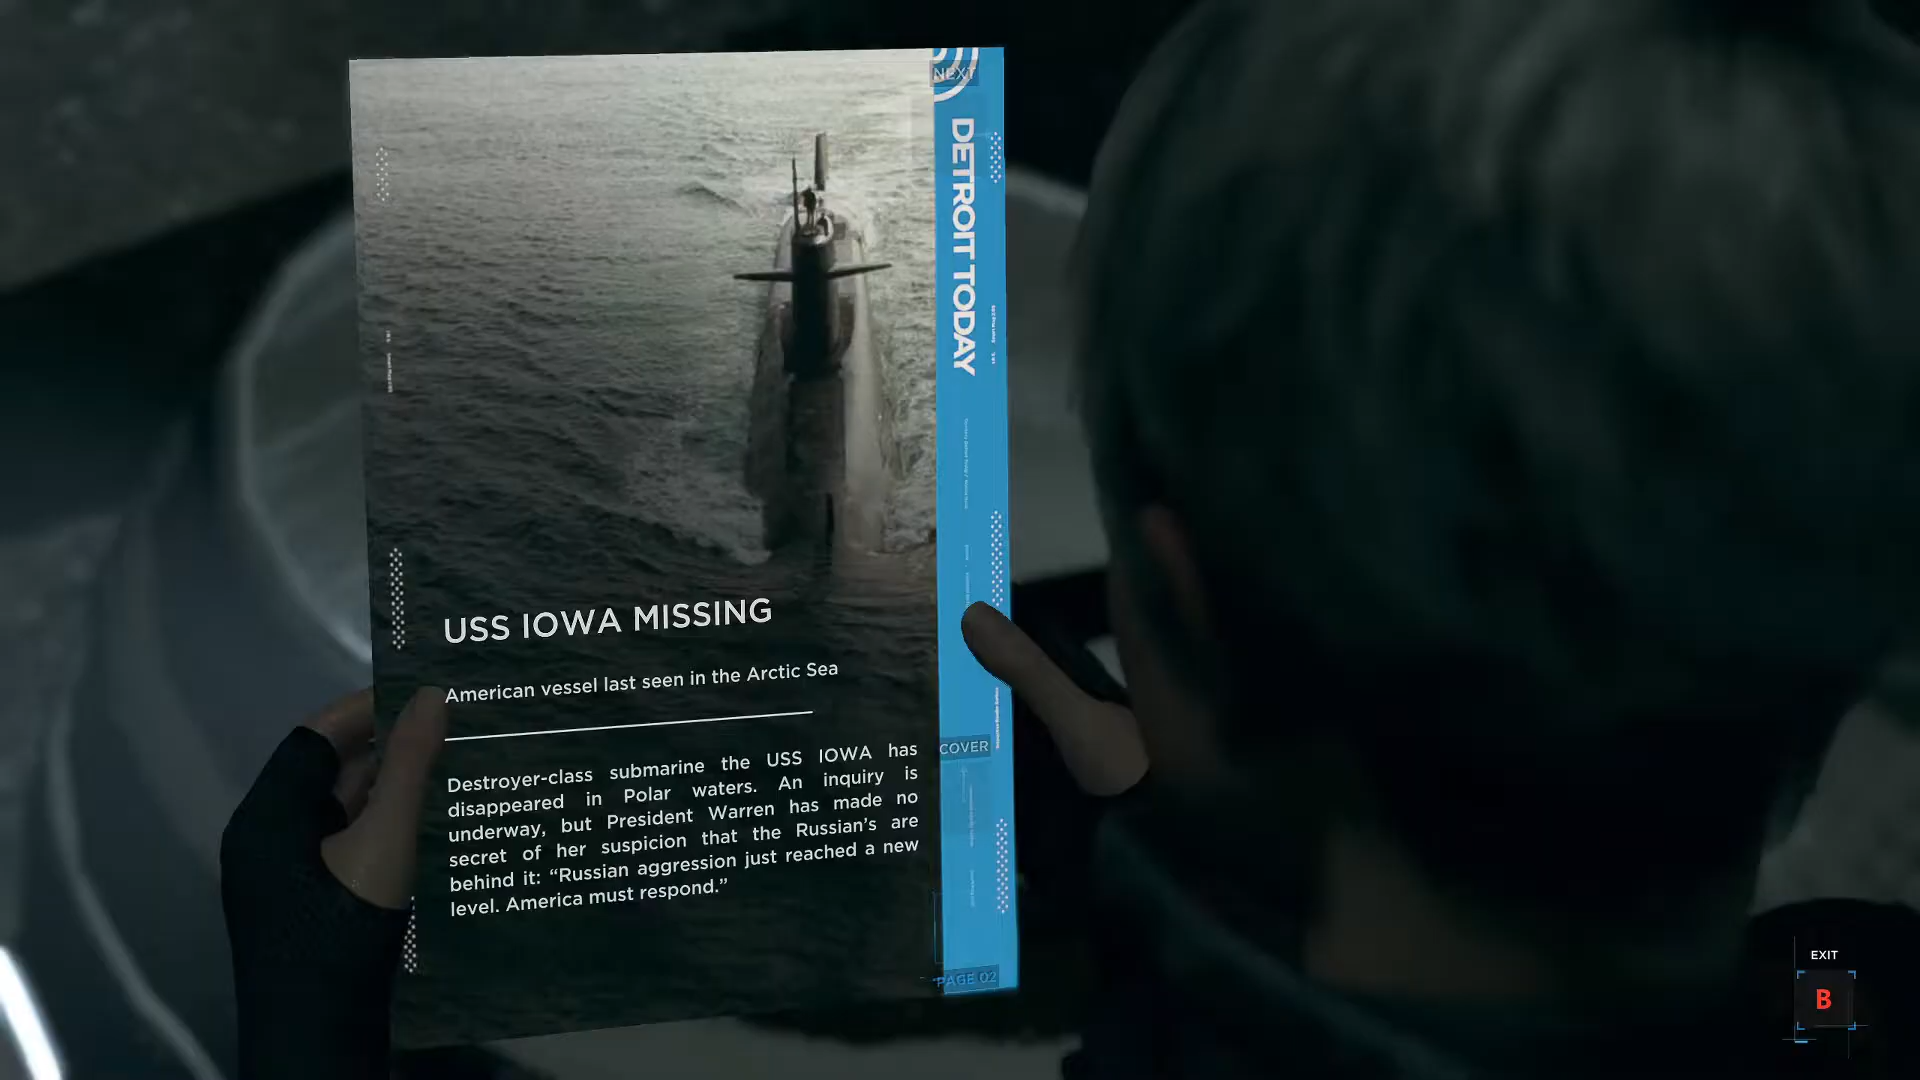 NEXT
DETROIT TODAY
USS IOWA MISSING
American vessel last seen in the Arctic Sea
Destroyer-class submarine the USS IOWA has
disappeared in Polar waters. An inquiry is
underway, but President Warren has made no
secret of her suspicion that the Russian’s are
behind it: “Russian aggression just reached a new
level. America must respond.”
COVER
PAGE 02
EXIT
B